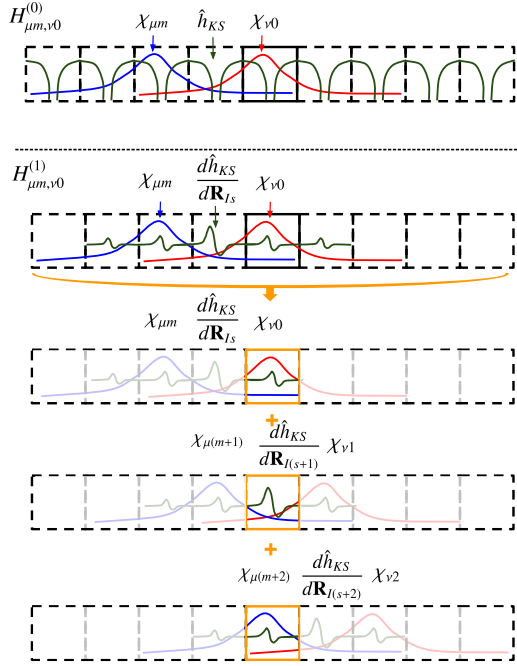 H^{(0)}_{μm,ν0}
χ_{μm} ĥ_{KS} χ_{ν0}
H^{(1)}_{μm,ν0}
χ_{μm} dĥ_{KS}/dR_{Is} χ_{ν0}
χ_{μm} dĥ_{KS}/dR_{Is} χ_{ν0}
+
χ_{μ(m+1)} dĥ_{KS}/dR_{I(s+1)} χ_{ν1}
+
χ_{μ(m+2)} dĥ_{KS}/dR_{I(s+2)} χ_{ν2}